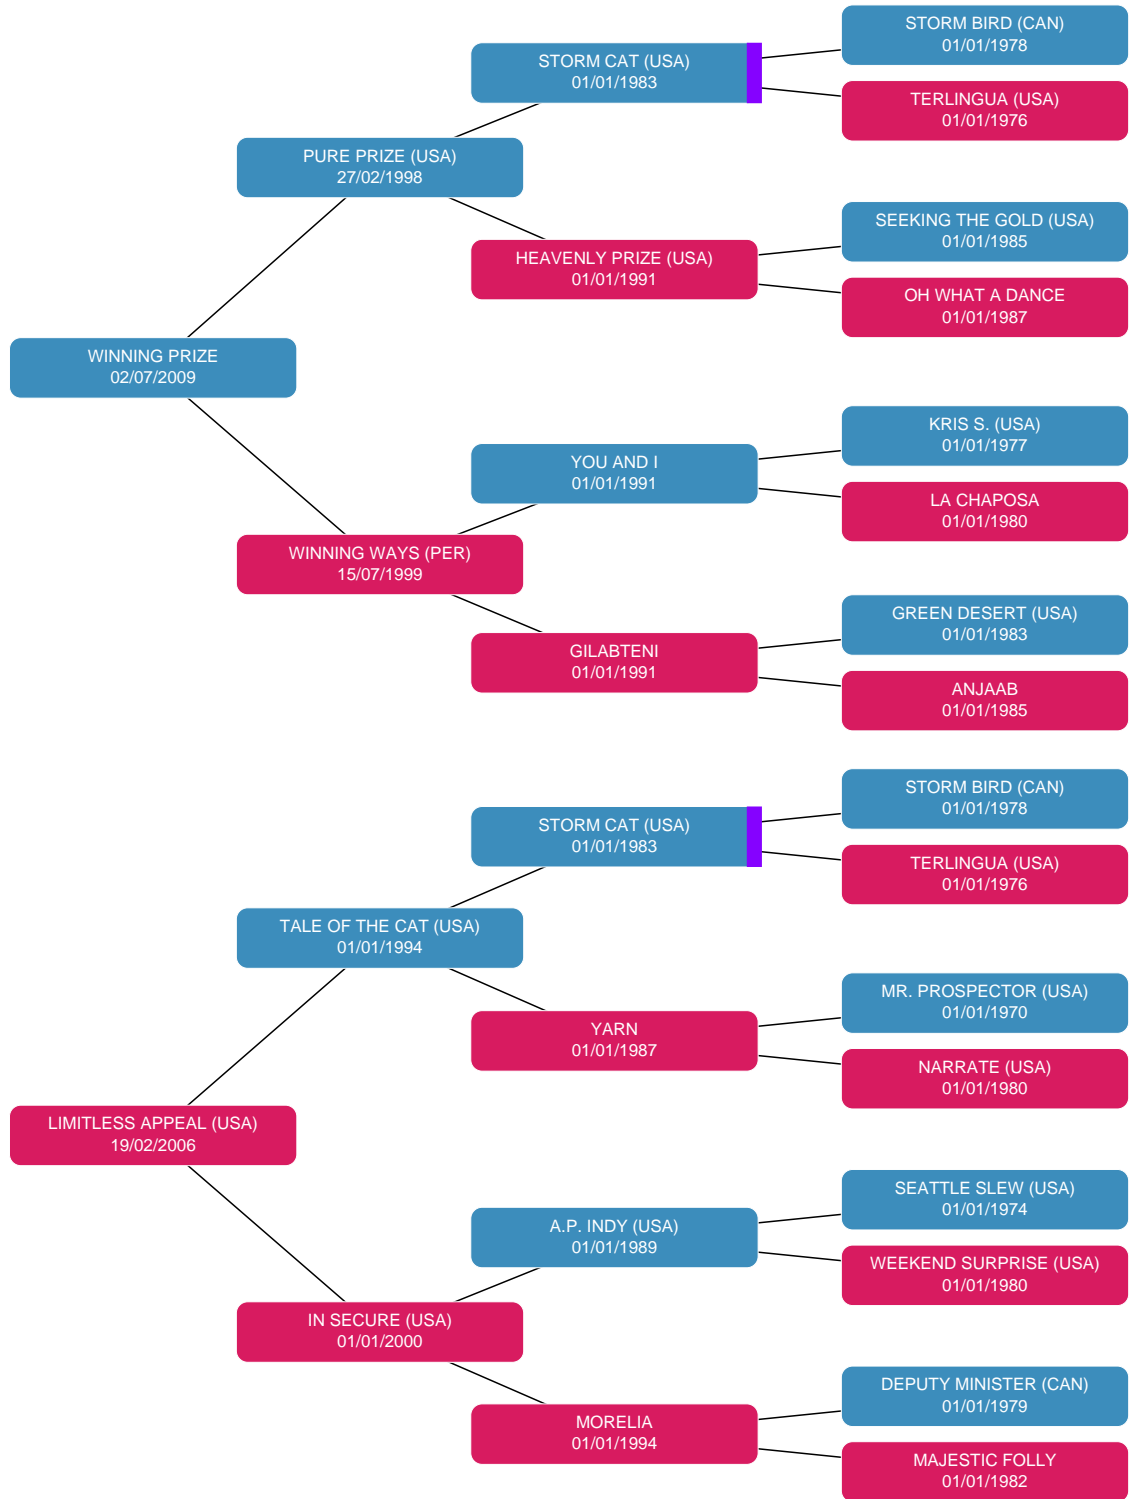 STORM BIRD (CAN)
01/01/1978
STORM CAT (USA)
01/01/1983
TERLINGUA (USA)
01/01/1976
PURE PRIZE (USA)
27/02/1998
SEEKING THE GOLD (USA)
01/01/1985
HEAVENLY PRIZE (USA)
01/01/1991
OH WHAT A DANCE
01/01/1987
WINNING PRIZE
02/07/2009
KRIS S. (USA)
01/01/1977
YOU AND I
01/01/1991
LA CHAPOSA
01/01/1980
WINNING WAYS (PER)
15/07/1999
GREEN DESERT (USA)
01/01/1983
GILABTENI
01/01/1991
ANJAAB
01/01/1985
STORM BIRD (CAN)
01/01/1978
STORM CAT (USA)
01/01/1983
TERLINGUA (USA)
01/01/1976
TALE OF THE CAT (USA)
01/01/1994
MR. PROSPECTOR (USA)
01/01/1970
YARN
01/01/1987
NARRATE (USA)
01/01/1980
LIMITLESS APPEAL (USA)
19/02/2006
SEATTLE SLEW (USA)
01/01/1974
A.P. INDY (USA)
01/01/1989
WEEKEND SURPRISE (USA)
01/01/1980
IN SECURE (USA)
01/01/2000
DEPUTY MINISTER (CAN)
01/01/1979
MORELIA
01/01/1994
MAJESTIC FOLLY
01/01/1982